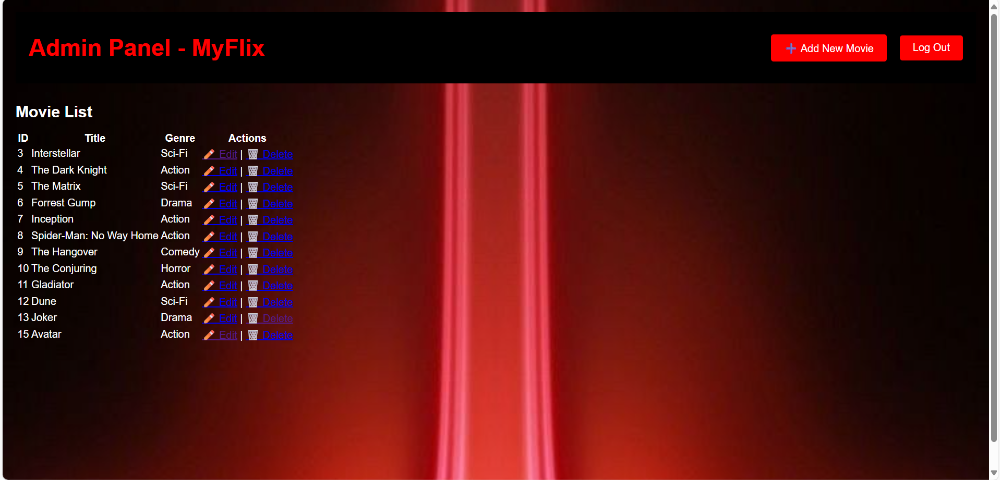 Admin Panel - MyFlix
➕ Add New Movie
Log Out
Movie List
ID Title Genre Actions
3 Interstellar Sci-Fi ✏️ Edit | 🗑️ Delete
4 The Dark Knight Action ✏️ Edit | 🗑️ Delete
5 The Matrix Sci-Fi ✏️ Edit | 🗑️ Delete
6 Forrest Gump Drama ✏️ Edit | 🗑️ Delete
7 Inception Action ✏️ Edit | 🗑️ Delete
8 Spider-Man: No Way Home Action ✏️ Edit | 🗑️ Delete
9 The Hangover Comedy ✏️ Edit | 🗑️ Delete
10 The Conjuring Horror ✏️ Edit | 🗑️ Delete
11 Gladiator Action ✏️ Edit | 🗑️ Delete
12 Dune Sci-Fi ✏️ Edit | 🗑️ Delete
13 Joker Drama ✏️ Edit | 🗑️ Delete
15 Avatar Action ✏️ Edit | 🗑️ Delete